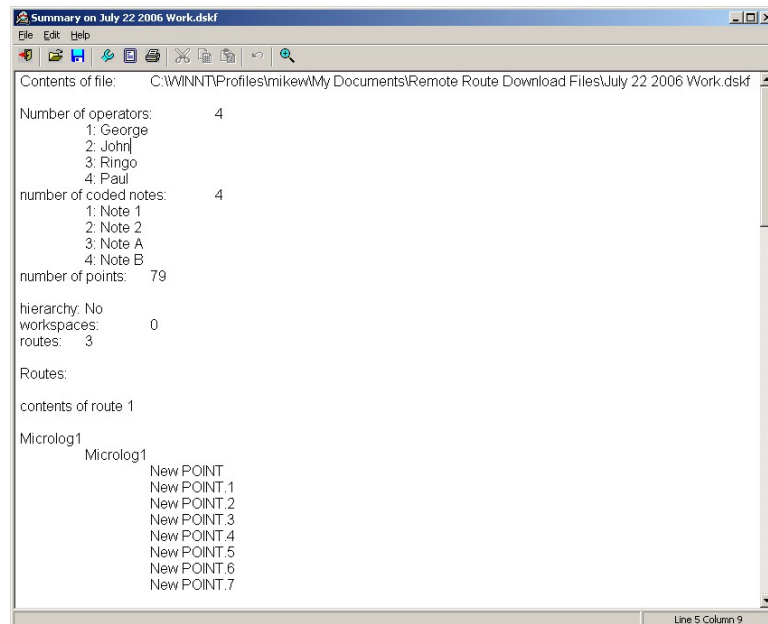 Summary on July 22 2006 Work.dskf
File Edit Help
Contents of file: C:\WINNT\Profiles\mikew\My Documents\Remote Route Download Files\July 22 2006 Work.dskf
Number of operators: 4
1: George
2: John
3: Ringo
4: Paul
number of coded notes: 4
1: Note 1
2: Note 2
3: Note A
4: Note B
number of points: 79
hierarchy: No
workspaces: 0
routes: 3
Routes:
contents of route 1
Microlog1
Microlog1
New POINT
New POINT.1
New POINT.2
New POINT.3
New POINT.4
New POINT.5
New POINT.6
New POINT.7
Line 5 Column 9